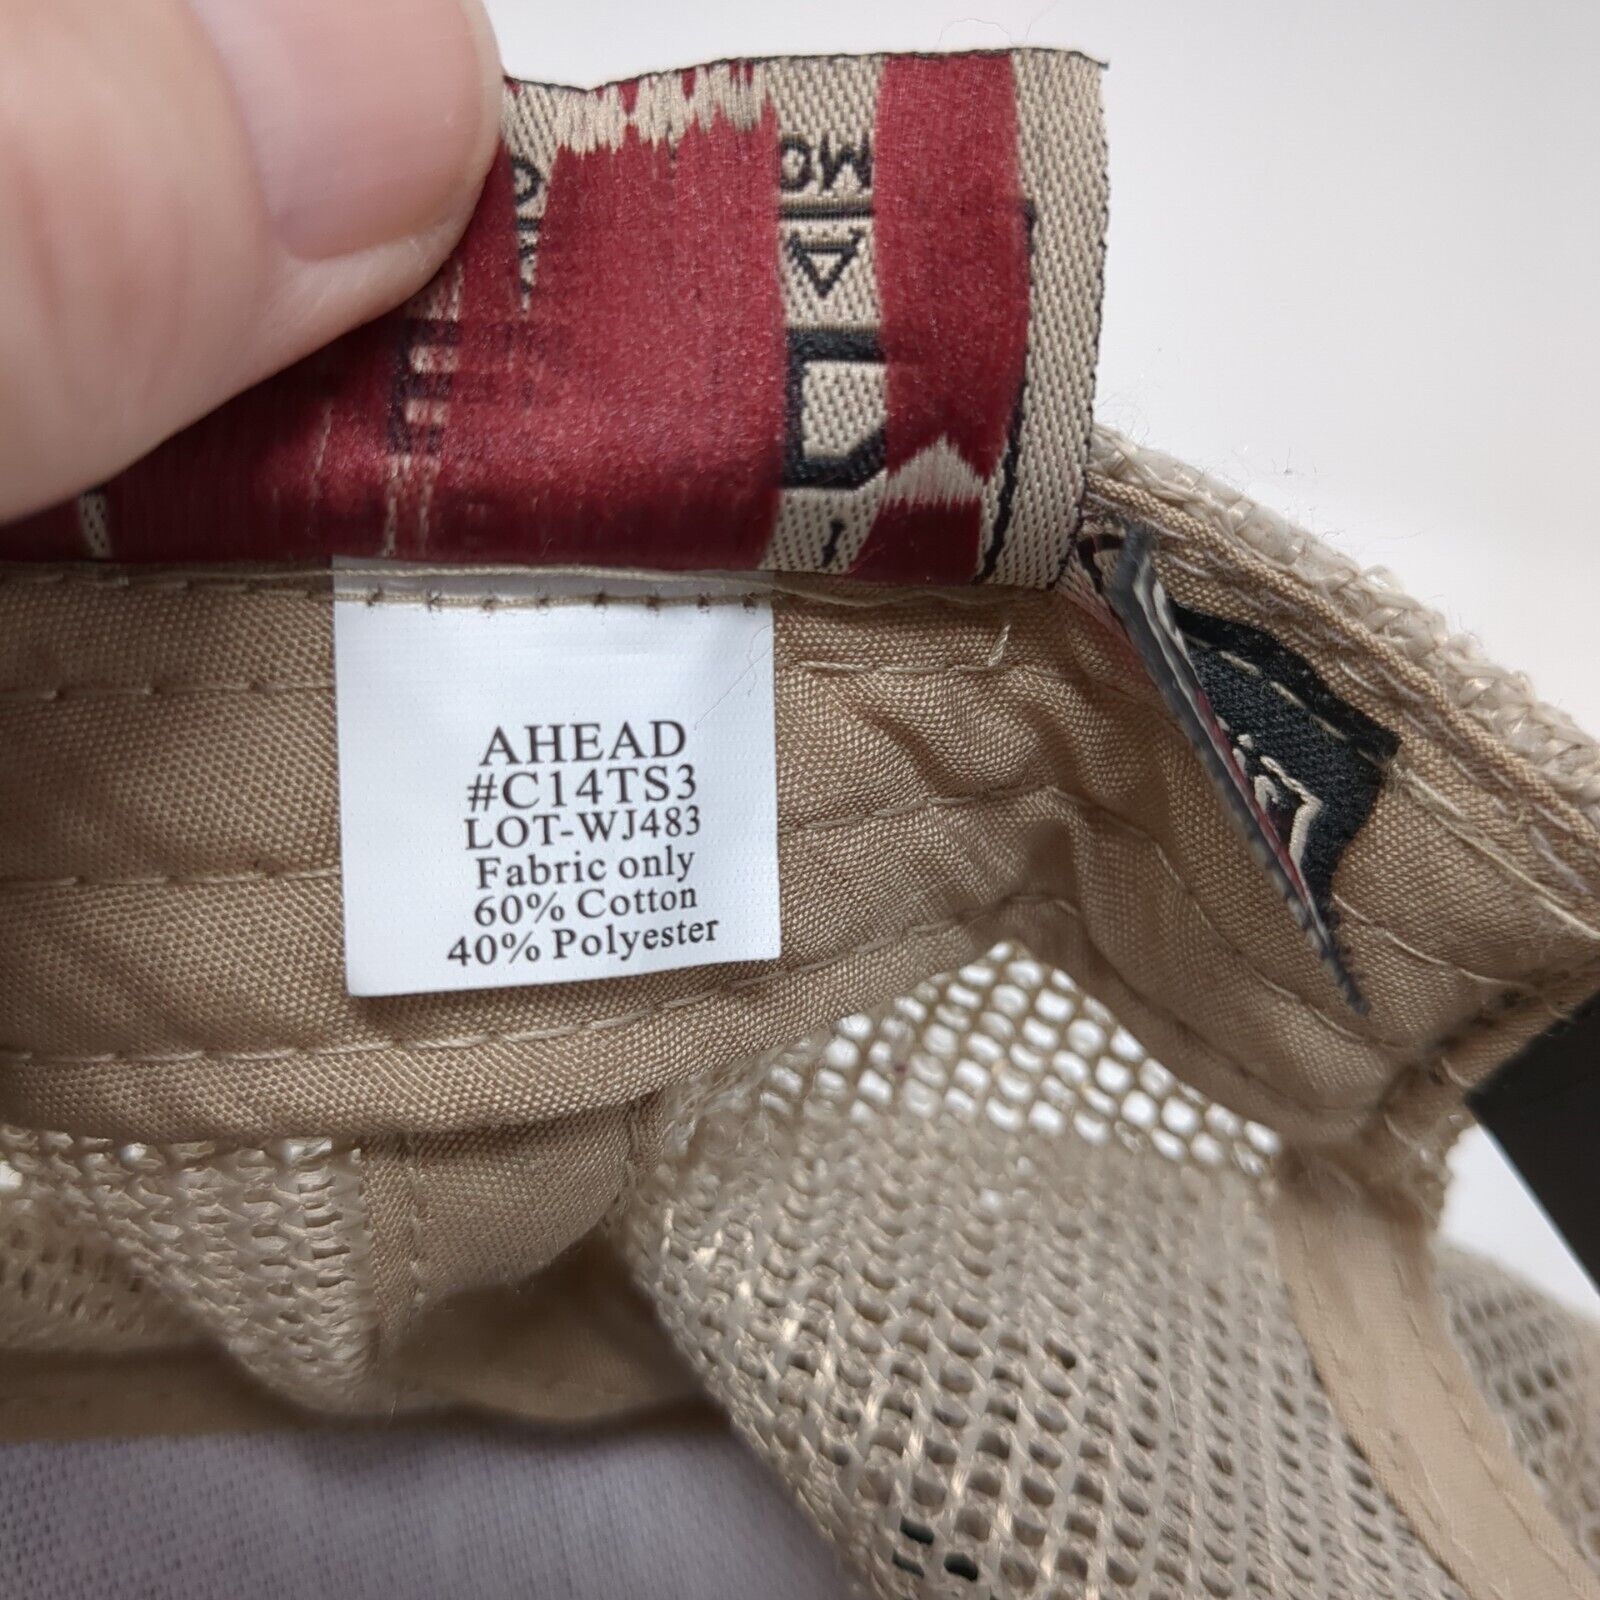 AHEAD
#C14TS3
LOT-WJ483
Fabric only
60% Cotton
40% Polyester